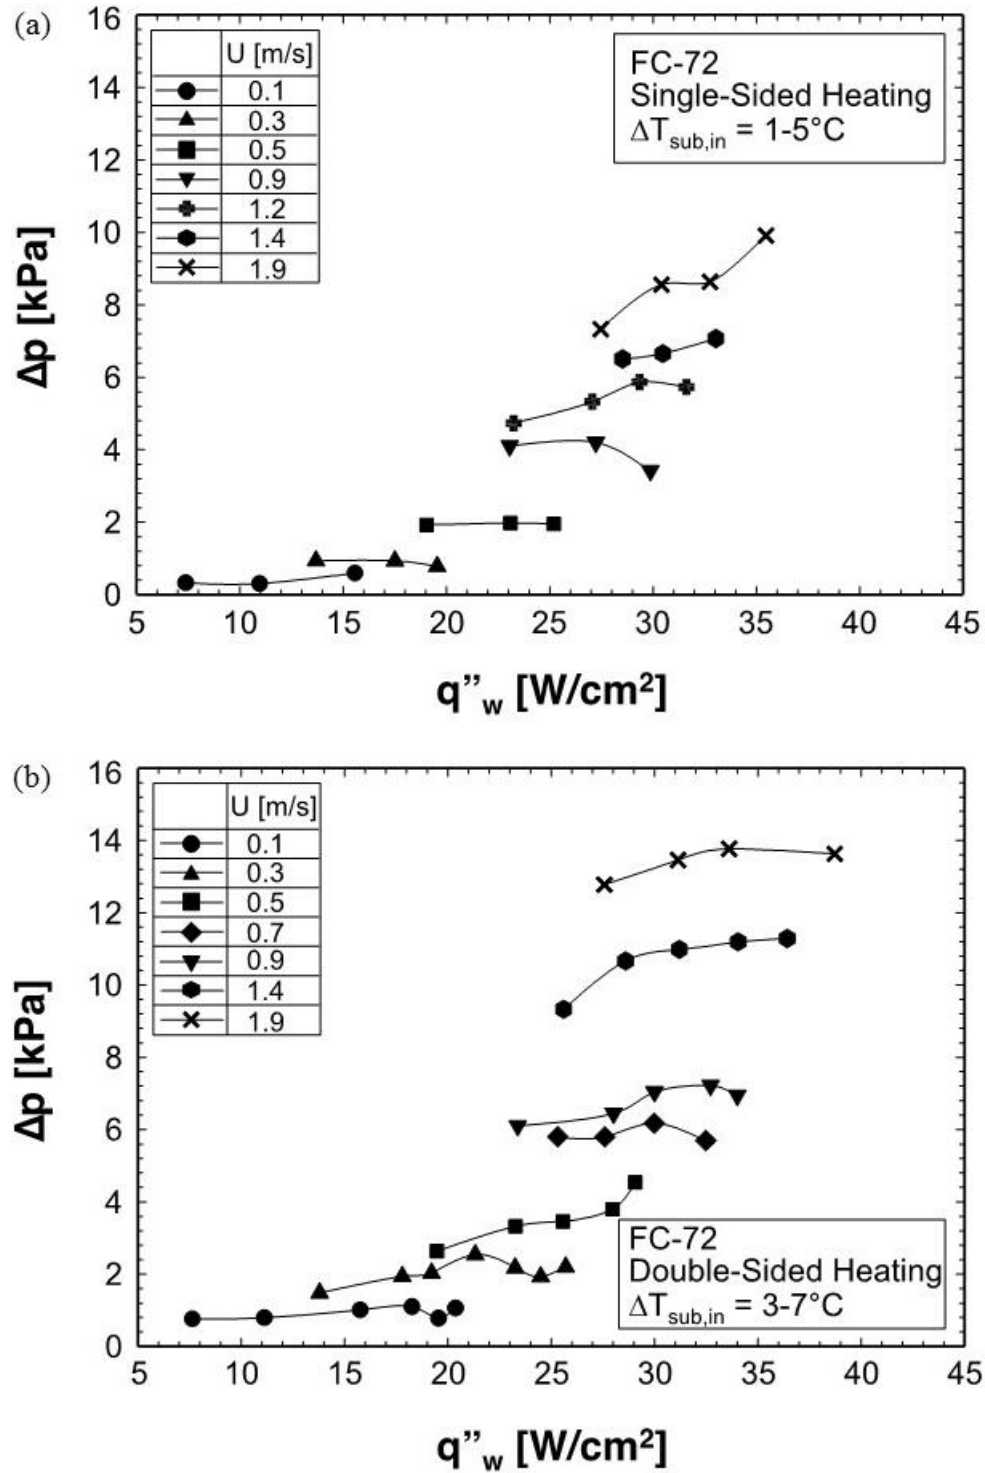 (a)
16
14
12
10
8
6
4
2
0
Δp [kPa]
U [m/s]
0.1
0.3
0.5
0.9
1.2
1.4
1.9
FC-72
Single-Sided Heating
ΔTsub,in = 1-5°C
5 10 15 20 25 30 35 40 45
q”w [W/cm²]
(b)
16
14
12
10
8
6
4
2
0
Δp [kPa]
U [m/s]
0.1
0.3
0.5
0.7
0.9
1.4
1.9
FC-72
Double-Sided Heating
ΔTsub,in = 3-7°C
5 10 15 20 25 30 35 40 45
q”w [W/cm²]